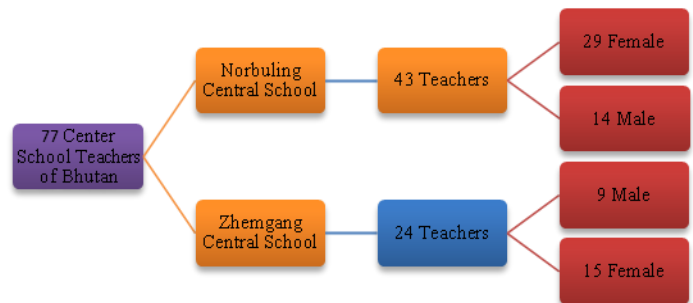 77 Center
School Teachers
of Bhutan
Norbuling
Central School
43 Teachers
29 Female
14 Male
Zhemgang
Central School
24 Teachers
9 Male
15 Female